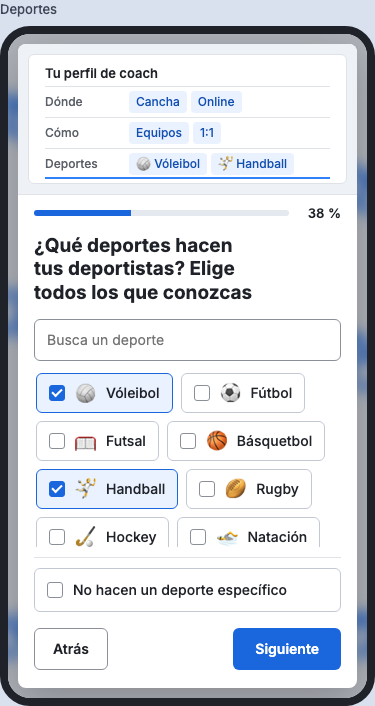 Deportes
Tu perfil de coach
Dónde Cancha Online
Cómo Equipos 1:1
Deportes Vóleibol Handball
38 %
¿Qué deportes hacen
tus deportistas? Elige
todos los que conozcas
Busca un deporte
Vóleibol Fútbol
Futsal Básquetbol
Handball Rugby
Hockey Natación
No hacen un deporte específico
Atrás Siguiente